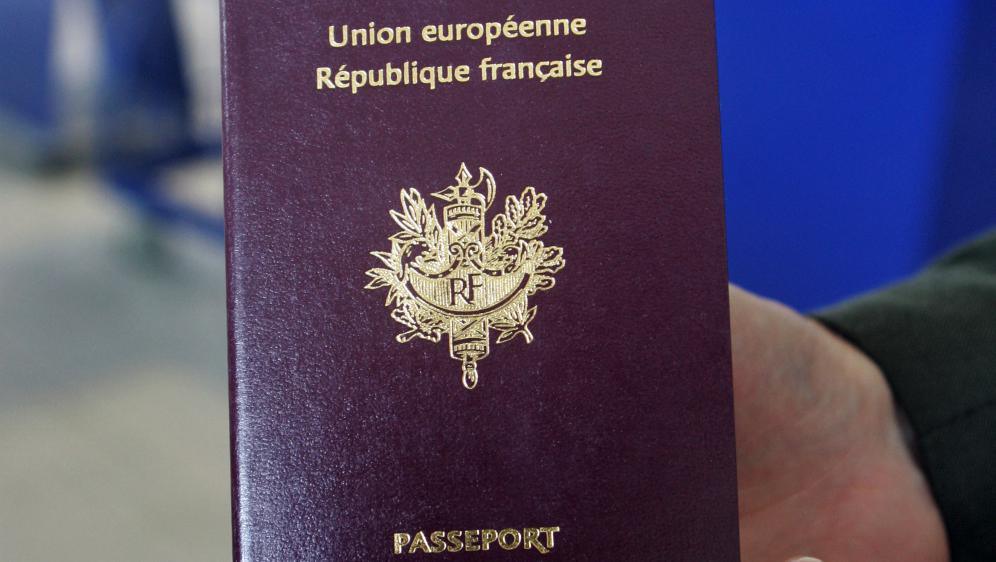 Union européenne
République française
RF
PASSEPORT